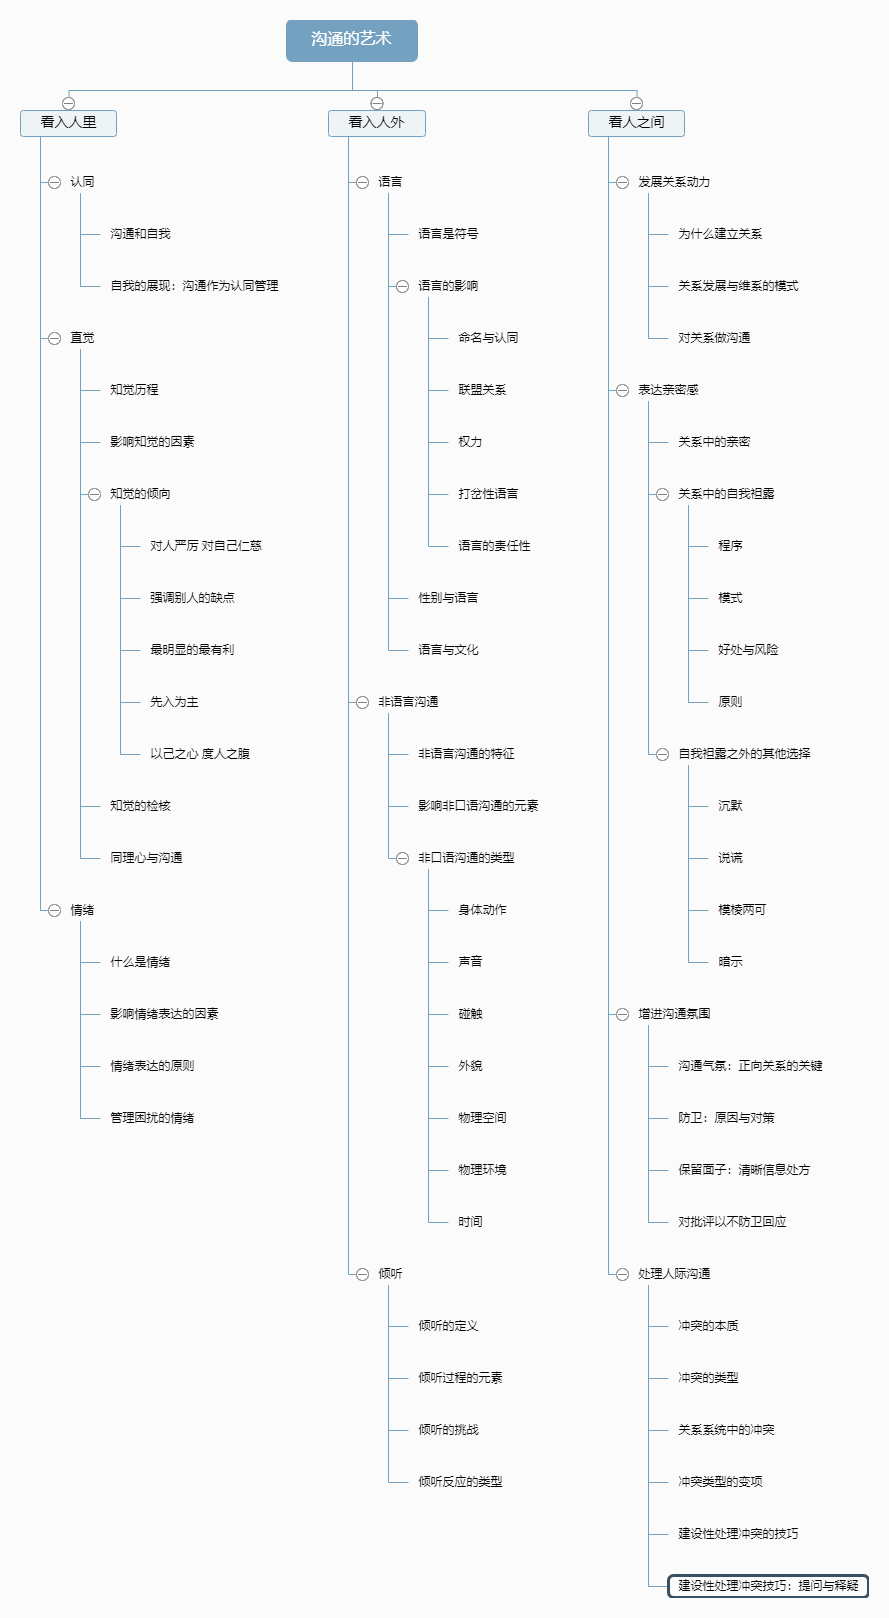 沟通的艺术
看入人里
认同
沟通和自我
自我的展现：沟通作为认同管理
直觉
知觉历程
影响知觉的因素
知觉的倾向
对人严厉 对自己仁慈
强调别人的缺点
最明显的最有利
先入为主
以己之心 度人之腹
知觉的检核
同理心与沟通
情绪
什么是情绪
影响情绪表达的因素
情绪表达的原则
管理困扰的情绪
看入人外
语言
语言是符号
语言的影响
命名与认同
联盟关系
权力
打岔性语言
语言的责任性
性别与语言
语言与文化
非语言沟通
非语言沟通的特征
影响非口语沟通的元素
非口语沟通的类型
身体动作
声音
碰触
外貌
物理空间
物理环境
时间
倾听
倾听的定义
倾听过程的元素
倾听的挑战
倾听反应的类型
看人之间
发展关系动力
为什么建立关系
关系发展与维系的模式
对关系做沟通
表达亲密感
关系中的亲密
关系中的自我袒露
程序
模式
好处与风险
原则
自我袒露之外的其他选择
沉默
说谎
模棱两可
暗示
增进沟通氛围
沟通气氛：正向关系的关键
防卫：原因与对策
保留面子：清晰信息处方
对批评以不防卫回应
处理人际沟通
冲突的本质
冲突的类型
关系系统中的冲突
冲突类型的变项
建设性处理冲突的技巧
建设性处理冲突技巧：提问与释疑